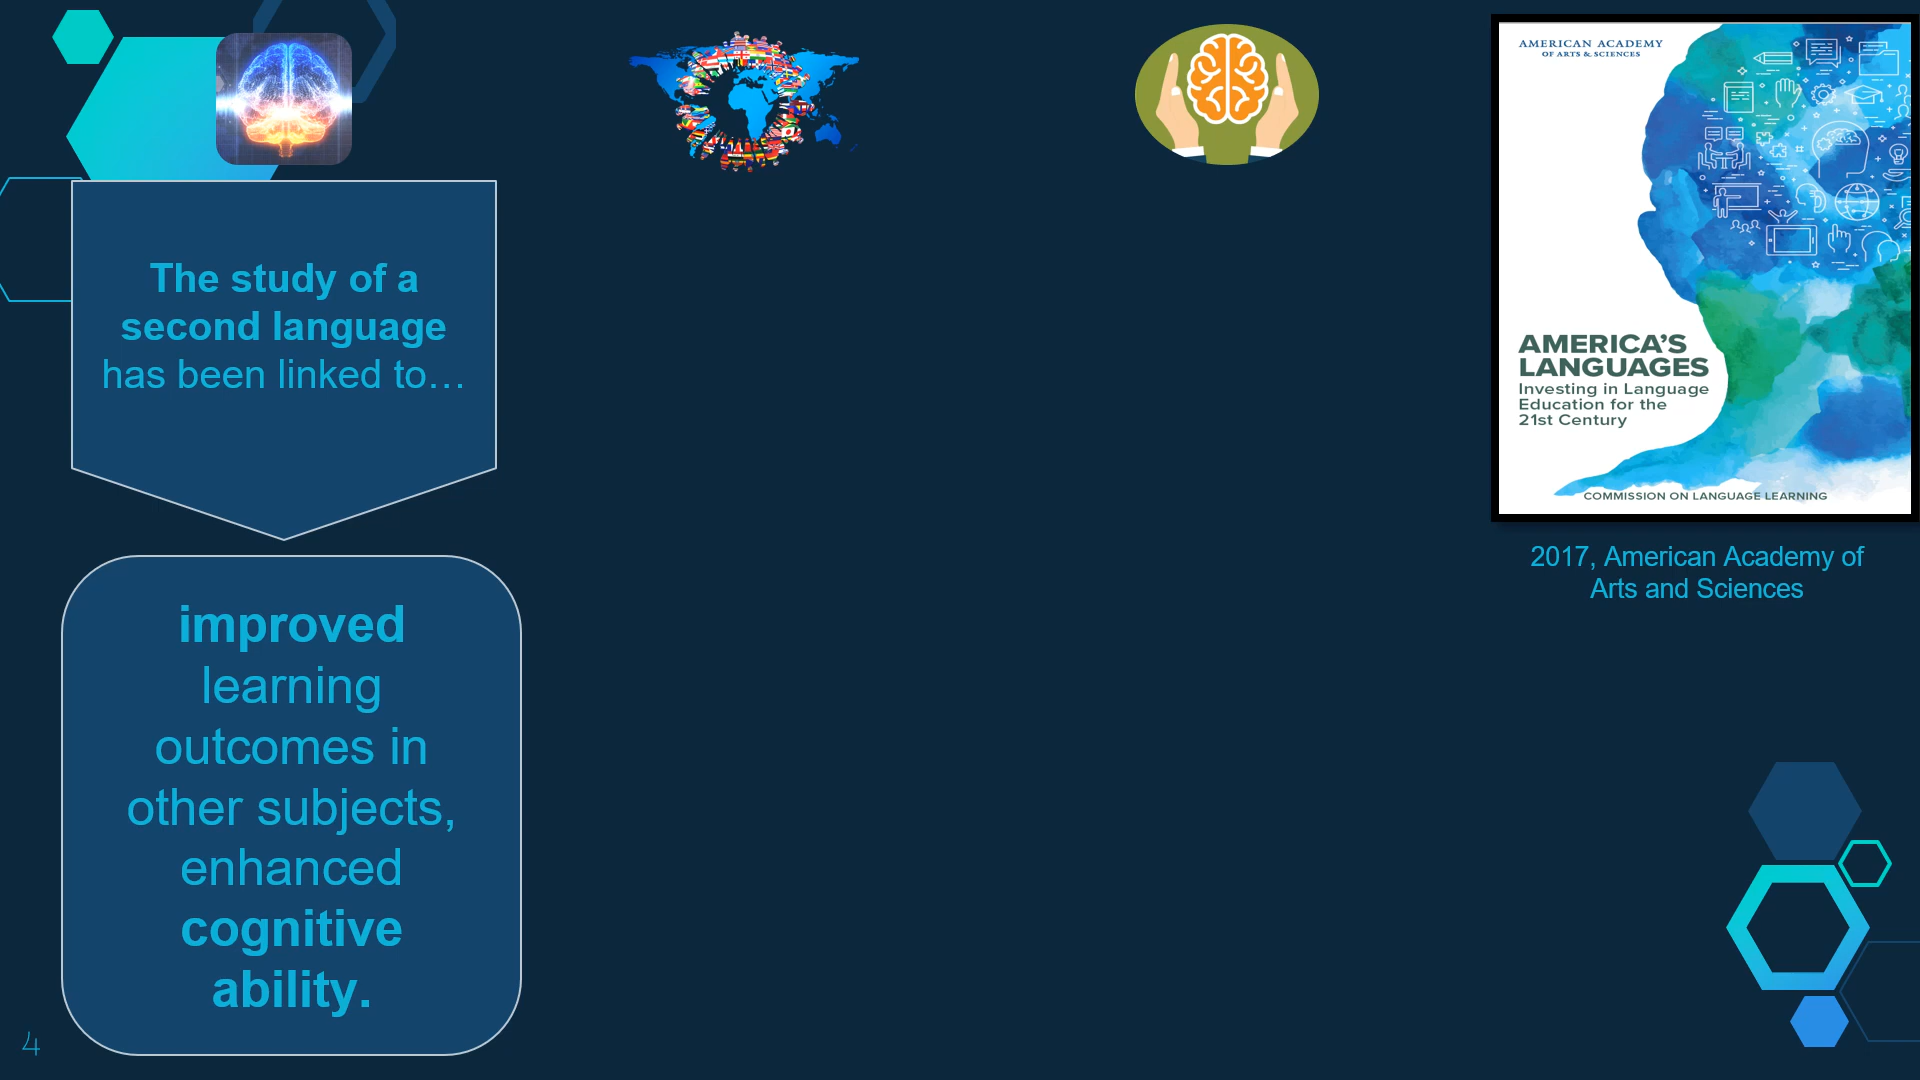 The study of a
second language
has been linked to…
improved
learning
outcomes in
other subjects,
enhanced
cognitive
ability.
AMERICAN ACADEMY
OF ARTS & SCIENCES
AMERICA'S
LANGUAGES
Investing in Language
Education for the
21st Century
COMMISSION ON LANGUAGE LEARNING
2017, American Academy of
Arts and Sciences
4